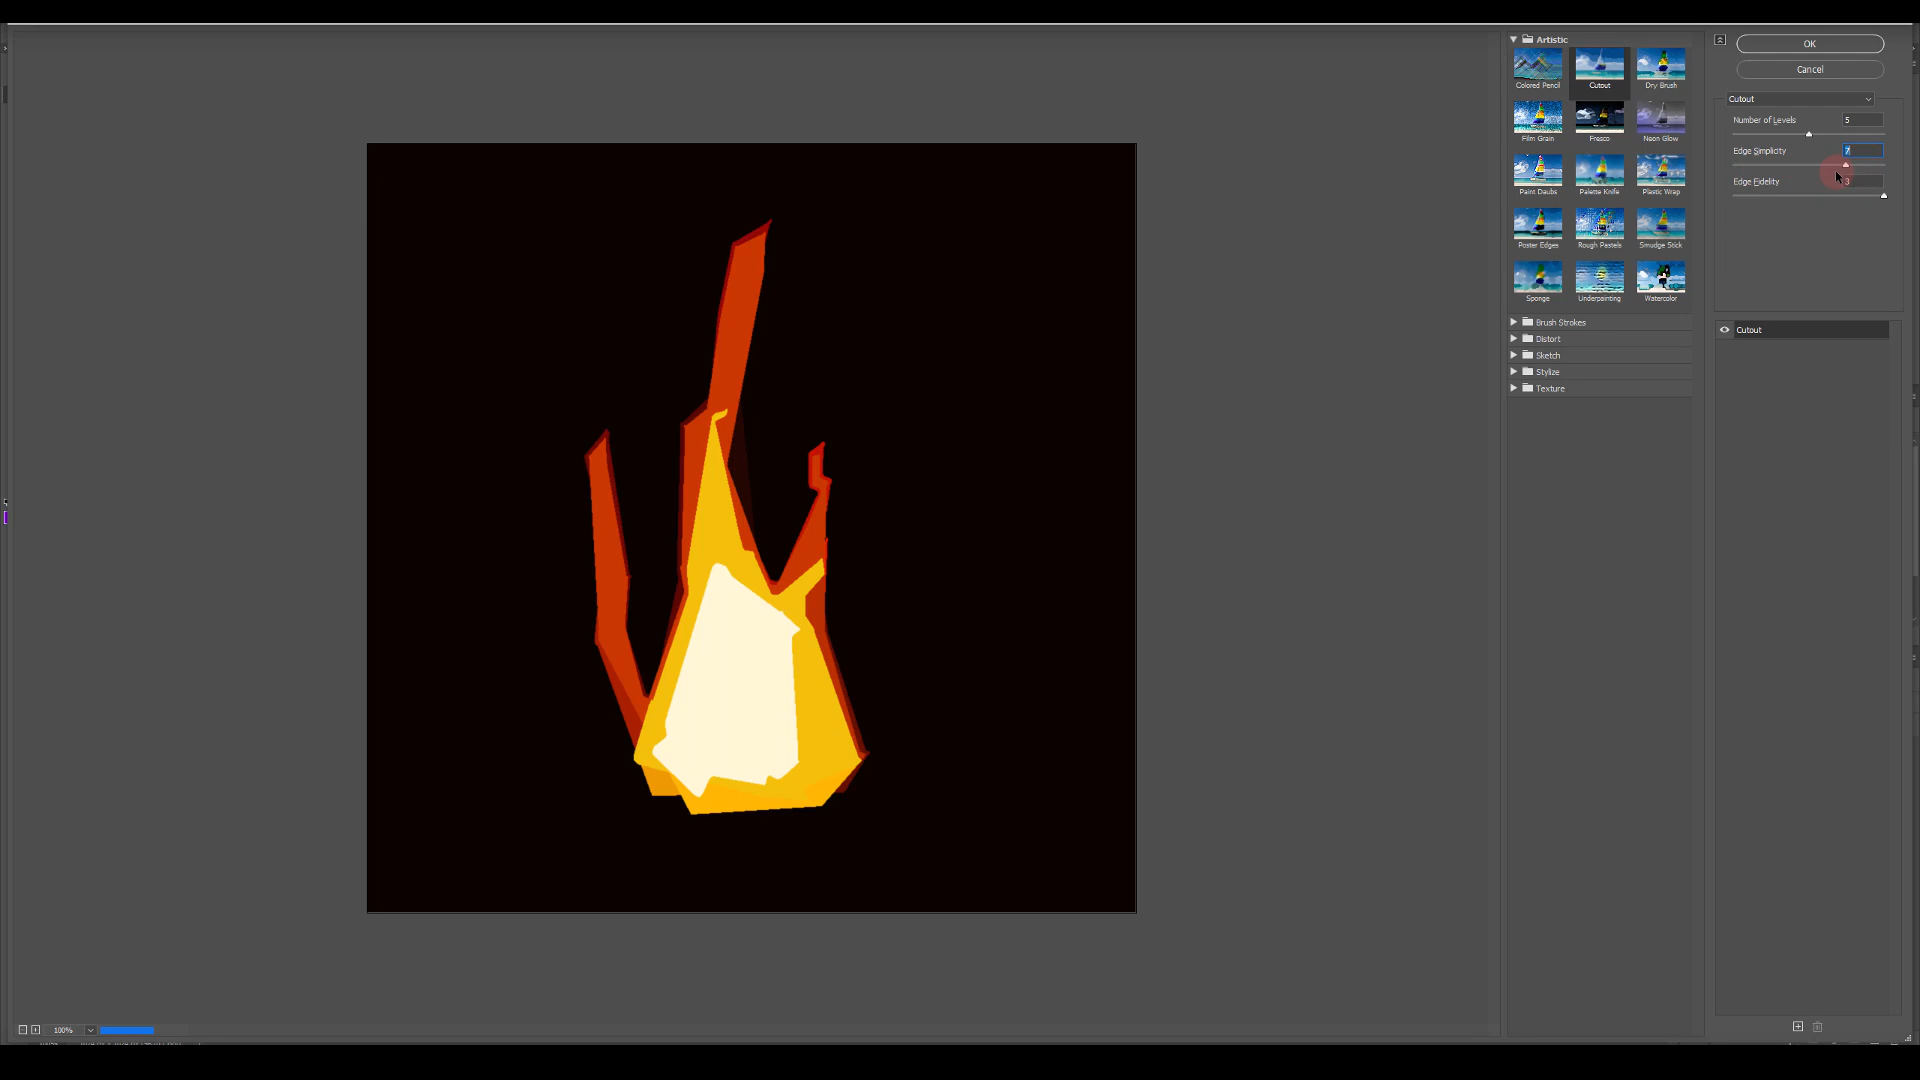 Artistic
Colored Pencil
Cutout
Dry Brush
Film Grain
Fresco
Neon Glow
Paint Daubs
Palette Knife
Plastic Wrap
Poster Edges
Rough Pastels
Smudge Stick
Sponge
Underpainting
Watercolor
Brush Strokes
Distort
Sketch
Stylize
Texture
OK
Cancel
Cutout
Number of Levels 5
Edge Simplicity 7
Edge Fidelity 3
Cutout
100%